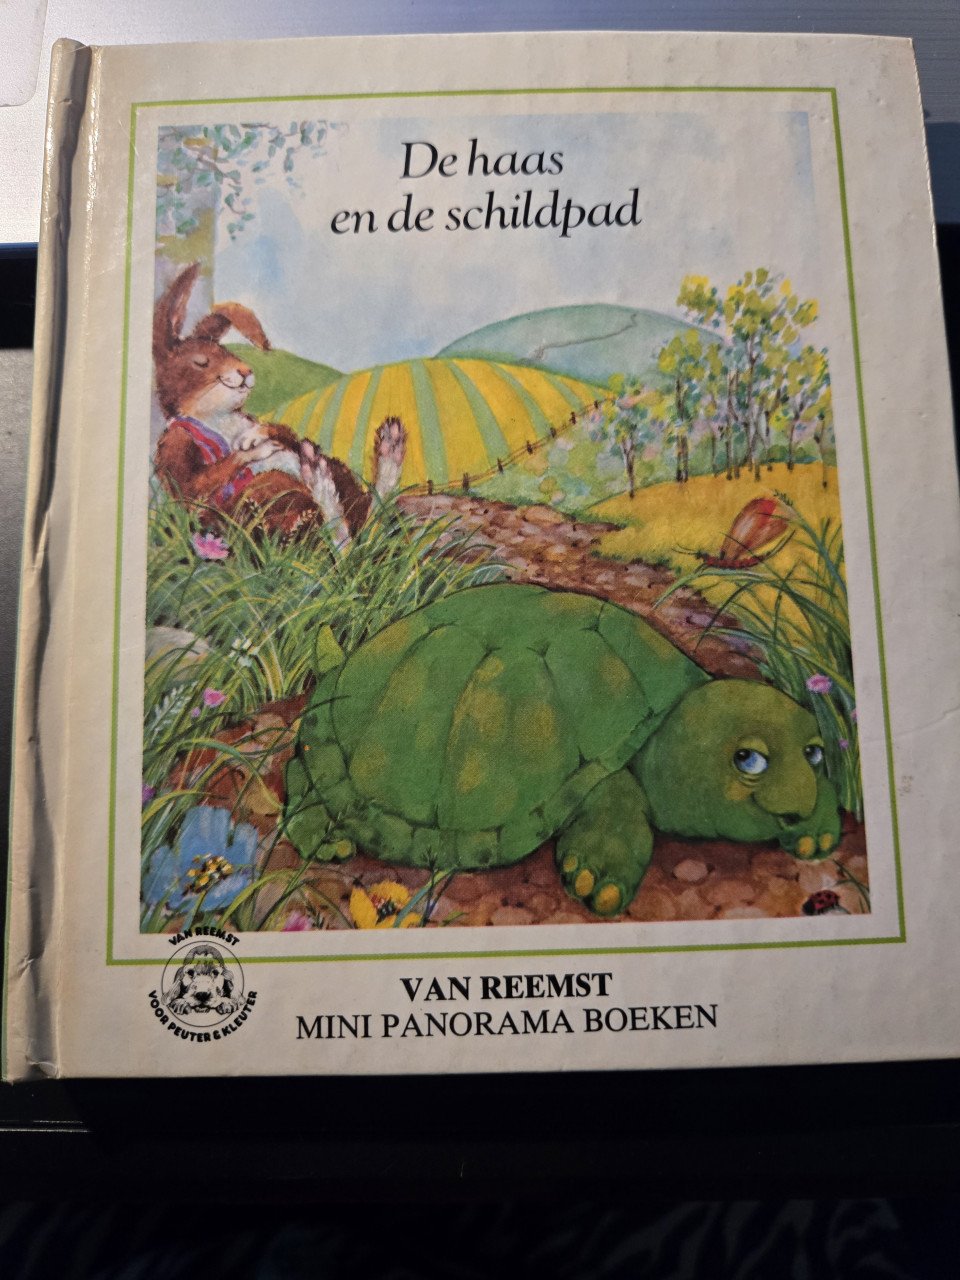 De haas
en de schildpad
VAN REEMST
VOOR PEUTER & KLEUTER
VAN REEMST
MINI PANORAMA BOEKEN